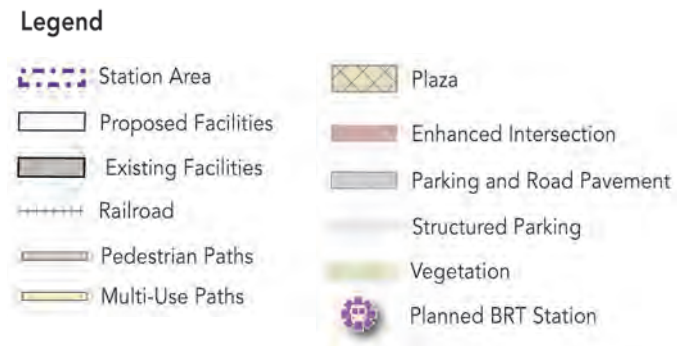 Legend
Station Area
Proposed Facilities
Existing Facilities
Railroad
Pedestrian Paths
Multi-Use Paths
Plaza
Enhanced Intersection
Parking and Road Pavement
Structured Parking
Vegetation
Planned BRT Station